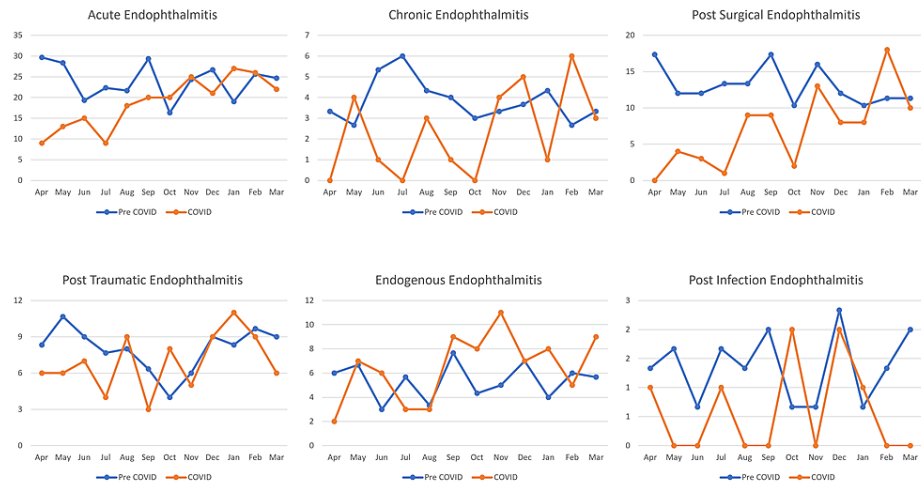 Acute Endophthalmitis
35
30
25
20
15
10
5
0
Apr May Jun Jul Aug Sep Oct Nov Dec Jan Feb Mar
Pre COVID COVID
Chronic Endophthalmitis
7
6
5
4
3
2
1
0
Apr May Jun Jul Aug Sep Oct Nov Dec Jan Feb Mar
Pre COVID COVID
Post Surgical Endophthalmitis
20
15
10
5
0
Apr May Jun Jul Aug Sep Oct Nov Dec Jan Feb Mar
Pre COVID COVID
Post Traumatic Endophthalmitis
12
9
6
3
0
Apr May Jun Jul Aug Sep Oct Nov Dec Jan Feb Mar
Pre COVID COVID
Endogenous Endophthalmitis
12
10
8
6
4
2
0
Apr May Jun Jul Aug Sep Oct Nov Dec Jan Feb Mar
Pre COVID COVID
Post Infection Endophthalmitis
3
2
2
1
1
0
Apr May Jun Jul Aug Sep Oct Nov Dec Jan Feb Mar
Pre COVID COVID